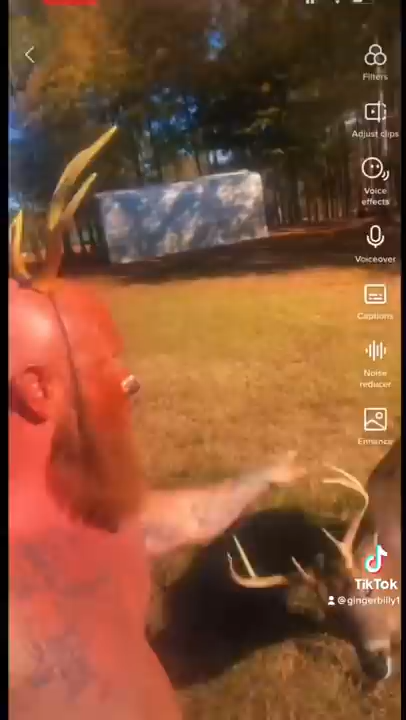 Filters
Adjust clips
Voice
effects
Voiceover
Captions
Noise
reducer
Enhance
TikTok
@gingerbilly1